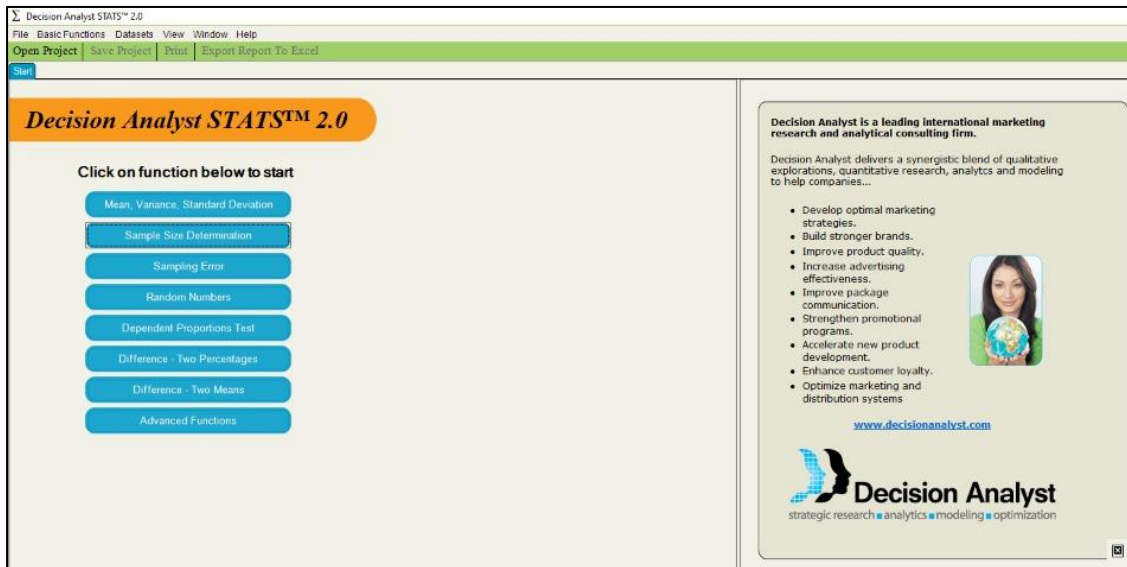 Σ Decision Analyst STATS™ 2.0
File Basic Functions Datasets View Window Help
Open Project Save Project Print Export Report To Excel
Start
Decision Analyst STATS™ 2.0
Click on function below to start
Mean, Variance, Standard Deviation
Sample Size Determination
Sampling Error
Random Numbers
Dependent Proportions Test
Difference - Two Percentages
Difference - Two Means
Advanced Functions
Decision Analyst is a leading international marketing
research and analytical consulting firm.
Decision Analyst delivers a synergistic blend of qualitative
explorations, quantitative research, analytcs and modeling
to help companies...
• Develop optimal marketing
strategies.
• Build stronger brands.
• Improve product quality.
• Increase advertising
effectiveness.
• Improve package
communication.
• Strengthen promotional
programs.
• Accelerate new product
development.
• Enhance customer loyalty.
• Optimize marketing and
distribution systems
www.decisionanalyst.com
Decision Analyst
strategic research ■ analytics ■ modeling ■ optimization